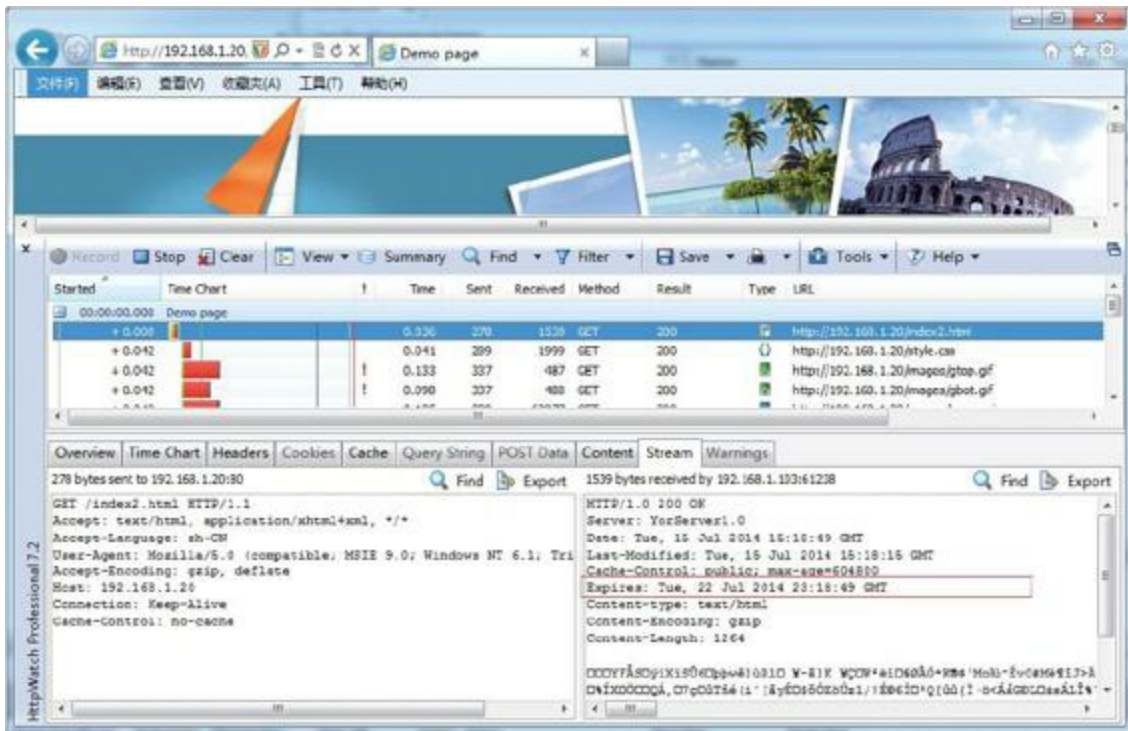 http://192.168.1.20, Demo page
文件(F) 编辑(E) 查看(V) 收藏夹(A) 工具(T) 帮助(H)
Record Stop Clear View Summary Find Filter Save Tools Help
Started Time Chart ! Time Sent Received Method Result Type URL
00:00:00.000 Demo page
+ 0.000 0.036 278 1539 GET 200 http://192.168.1.20/index2.html
+ 0.042 0.041 289 1999 GET 200 http://192.168.1.20/style.css
+ 0.042 ! 0.133 337 487 GET 200 http://192.168.1.20/images/gtop.gif
+ 0.042 ! 0.090 337 488 GET 200 http://192.168.1.20/images/gbot.gif
Overview Time Chart Headers Cookies Cache Query String POST Data Content Stream Warnings
278 bytes sent to 192.168.1.20:80 Find Export
GET /index2.html HTTP/1.1
Accept: text/html, application/xhtml+xml, */*
Accept-Language: zh-CN
User-Agent: Mozilla/5.0 (compatible; MSIE 9.0; Windows NT 6.1; Tri
Accept-Encoding: gzip, deflate
Host: 192.168.1.20
Connection: Keep-Alive
Cache-Control: no-cache
1539 bytes received by 192.168.1.133:61238 Find Export
HTTP/1.0 200 OK
Server: YorServer1.0
Date: Tue, 15 Jul 2014 15:18:49 GMT
Last-Modified: Tue, 15 Jul 2014 15:18:15 GMT
Cache-Control: public; max-age=604800
Expires: Tue, 22 Jul 2014 23:18:49 GMT
Content-type: text/html
Content-Encoding: gzip
Content-Length: 1264
HttpWatch Professional 7.2